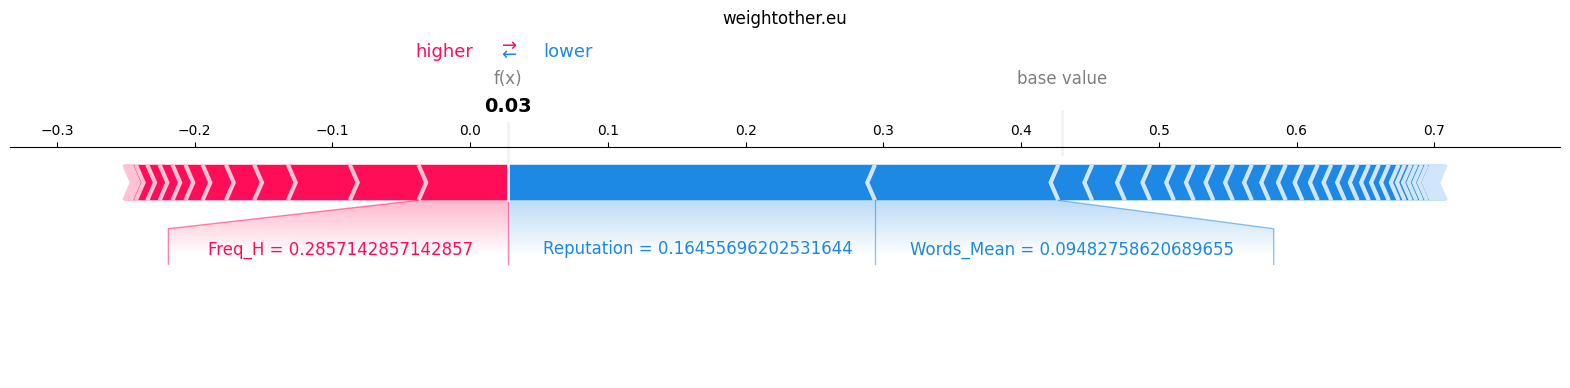 weightother.eu
higher → ← lower
f(x) base value
0.03
−0.3 −0.2 −0.1 0.0 0.1 0.2 0.3 0.4 0.5 0.6 0.7
Freq_H = 0.2857142857142857 Reputation = 0.16455696202531644 Words_Mean = 0.09482758620689655